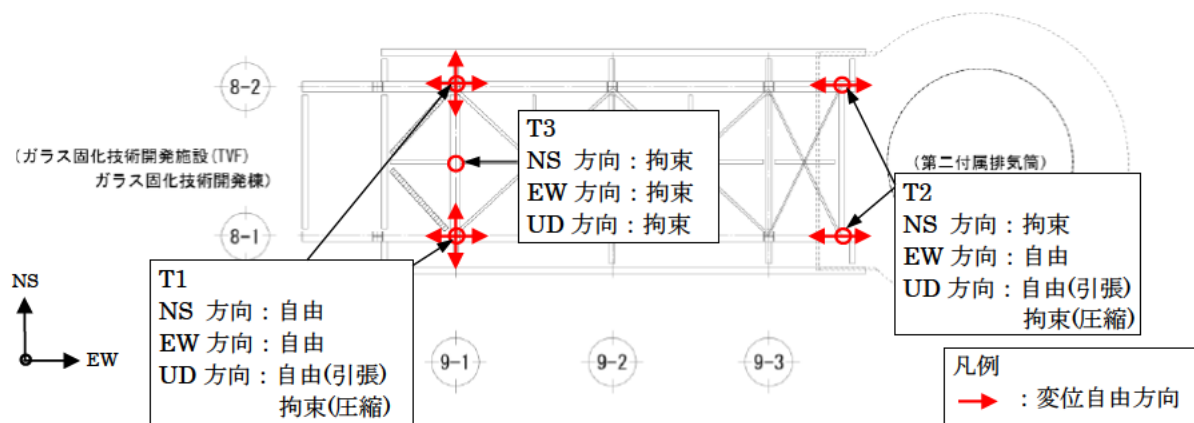 8-2
(ガラス固化技術開発施設(TVF)
ガラス固化技術開発棟)
8-1
T3
NS 方向：拘束
EW 方向：拘束
UD 方向：拘束
(第二付属排気筒)
T2
NS 方向：拘束
EW 方向：自由
UD 方向：自由(引張)
拘束(圧縮)
T1
NS 方向：自由
EW 方向：自由
UD 方向：自由(引張)
拘束(圧縮)
NS
EW
9-1
9-2
9-3
凡例
：変位自由方向